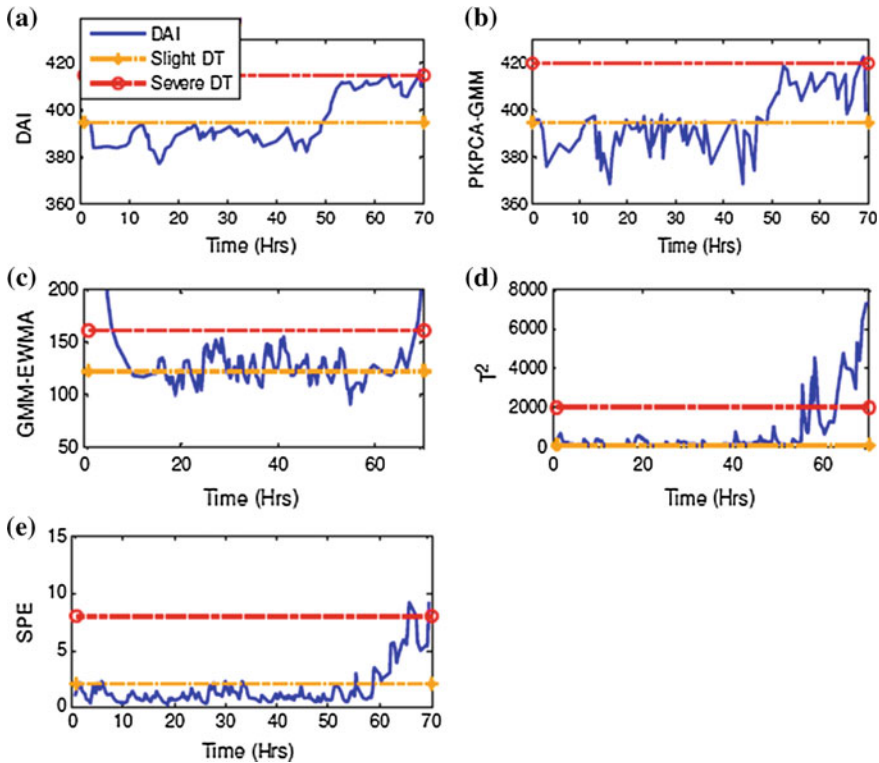 (a)
DAI
Slight DT
Severe DT
420
400
380
360
DAI
0
10
20
30
40
50
60
70
Time (Hrs)
(b)
420
400
380
360
PKPCA-GMM
0
10
20
30
40
50
60
70
Time (Hrs)
(c)
200
150
100
50
GMM-EWMA
0
20
40
60
Time (Hrs)
(d)
8000
6000
4000
2000
0
T²
0
20
40
60
Time (Hrs)
(e)
15
10
5
0
SPE
0
10
20
30
40
50
60
70
Time (Hrs)